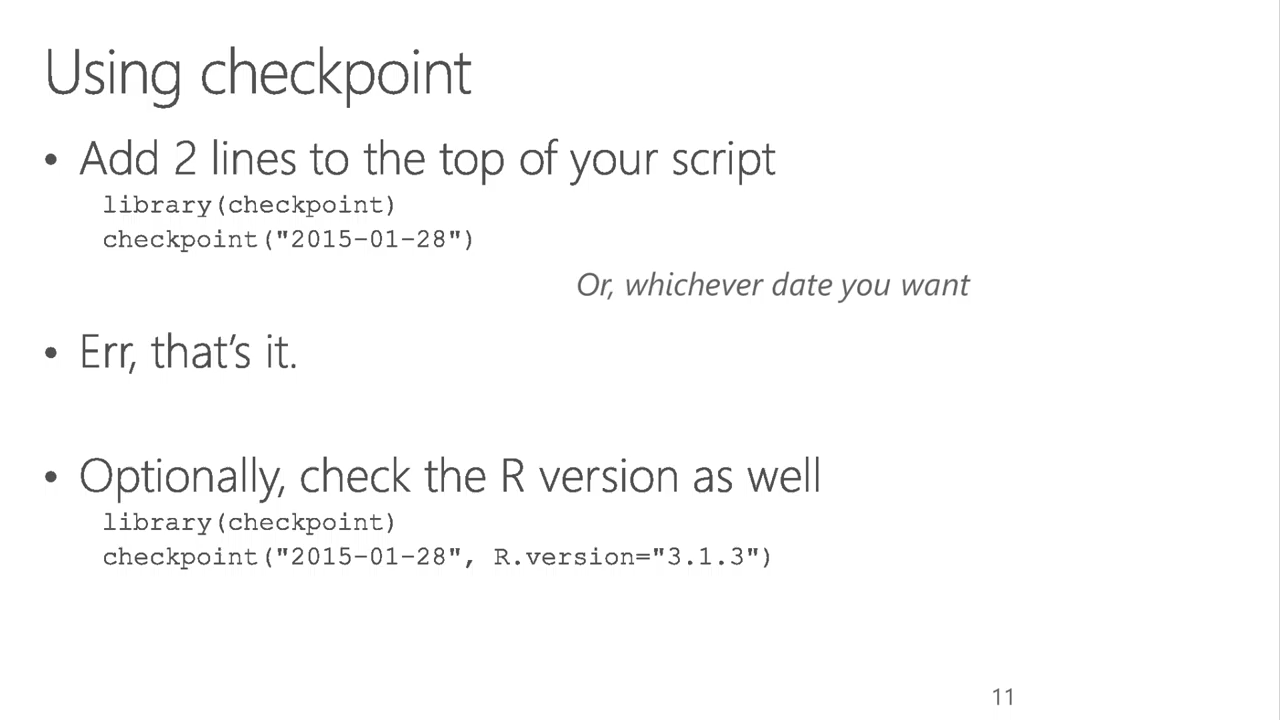 Using checkpoint
• Add 2 lines to the top of your script
library(checkpoint)
checkpoint("2015-01-28")
Or, whichever date you want
• Err, that’s it.
• Optionally, check the R version as well
library(checkpoint)
checkpoint("2015-01-28", R.version="3.1.3")
11